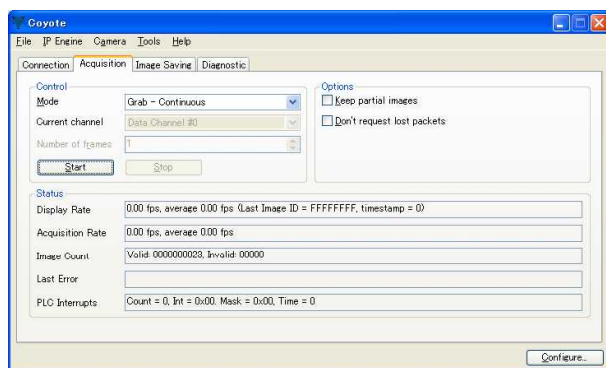 Coyote
File IP Engine Camera Tools Help
Connection Acquisition Image Saving Diagnostic
Control
Options
Mode Grab - Continuous
Keep partial images
Current channel Data Channel #0
Don't request lost packets
Number of frames 1
Start Stop
Status
Display Rate 0.00 fps, average 0.00 fps (Last Image ID = FFFFFFFF, timestamp = 0)
Acquisition Rate 0.00 fps, average 0.00 fps
Image Count Valid: 0000000023, Invalid: 00000
Last Error
PLC Interrupts Count = 0, Int = 0x00. Mask = 0x00, Time = 0
Configure...